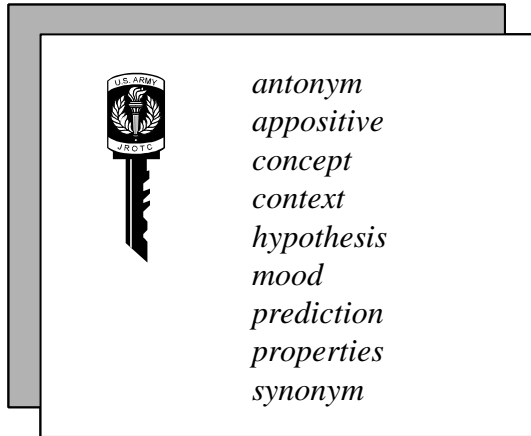 U.S. ARMY
JROTC
antonym
appositive
concept
context
hypothesis
mood
prediction
properties
synonym